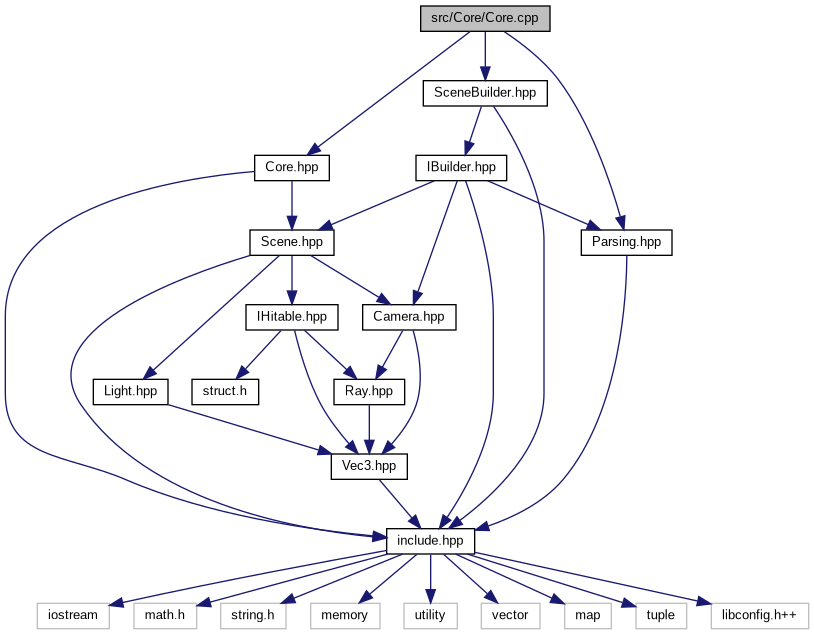 src/Core/Core.cpp
SceneBuilder.hpp
Core.hpp
IBuilder.hpp
Scene.hpp
Parsing.hpp
IHitable.hpp
Camera.hpp
Light.hpp
struct.h
Ray.hpp
Vec3.hpp
include.hpp
iostream
math.h
string.h
memory
utility
vector
map
tuple
libconfig.h++